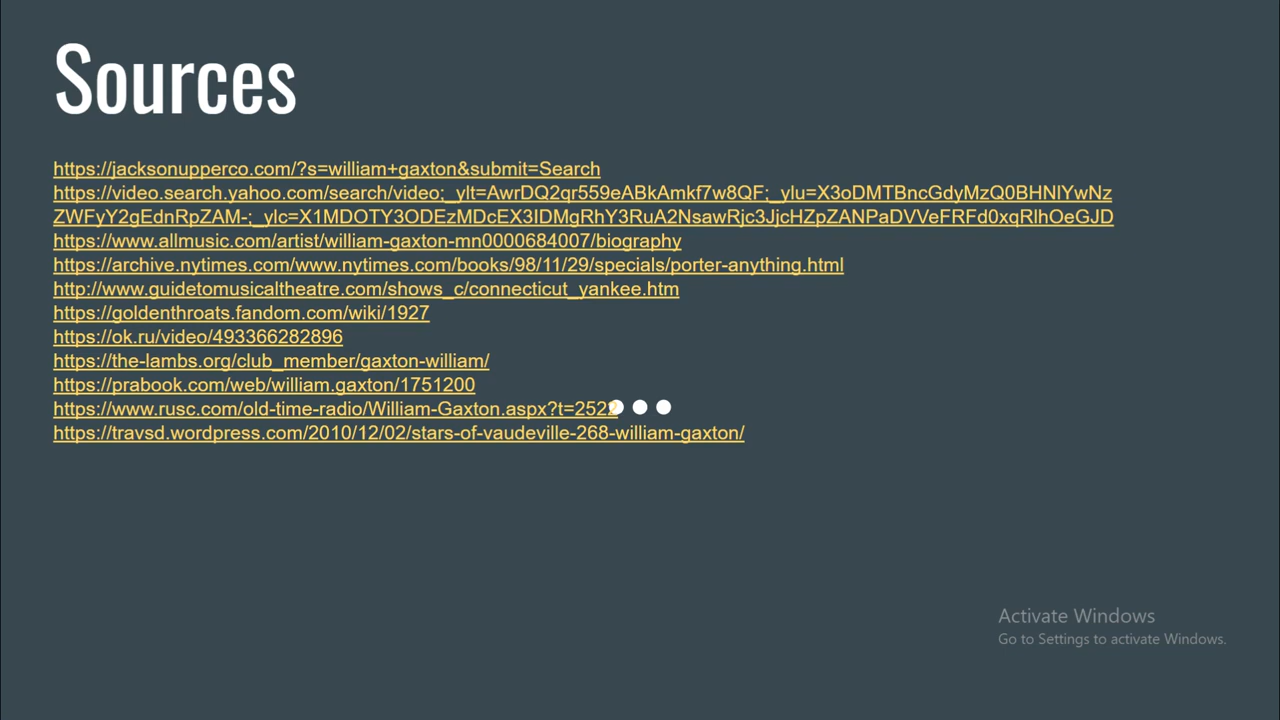 Sources
https://jacksonupperco.com/?s=william+gaxton&submit=Search
https://video.search.yahoo.com/search/video;_ylt=AwrDQ2qr559eABkAmkf7w8QF;_ylu=X3oDMTBncGdyMzQ0BHNlYwNz
ZWFyY2gEdnRpZAM-;_ylc=X1MDOTY3ODEzMDcEX3IDMgRhY3RuA2NsawRjc3JjcHZpZANPaDVVeFRFd0xqRlhOeGJD
https://www.allmusic.com/artist/william-gaxton-mn0000684007/biography
https://archive.nytimes.com/www.nytimes.com/books/98/11/29/specials/porter-anything.html
http://www.guidetomusicaltheatre.com/shows_c/connecticut_yankee.htm
https://goldenthroats.fandom.com/wiki/1927
https://ok.ru/video/493366282896
https://the-lambs.org/club_member/gaxton-william/
https://prabook.com/web/william.gaxton/1751200
https://www.rusc.com/old-time-radio/William-Gaxton.aspx?t=2522
https://travsd.wordpress.com/2010/12/02/stars-of-vaudeville-268-william-gaxton/
Activate Windows
Go to Settings to activate Windows.